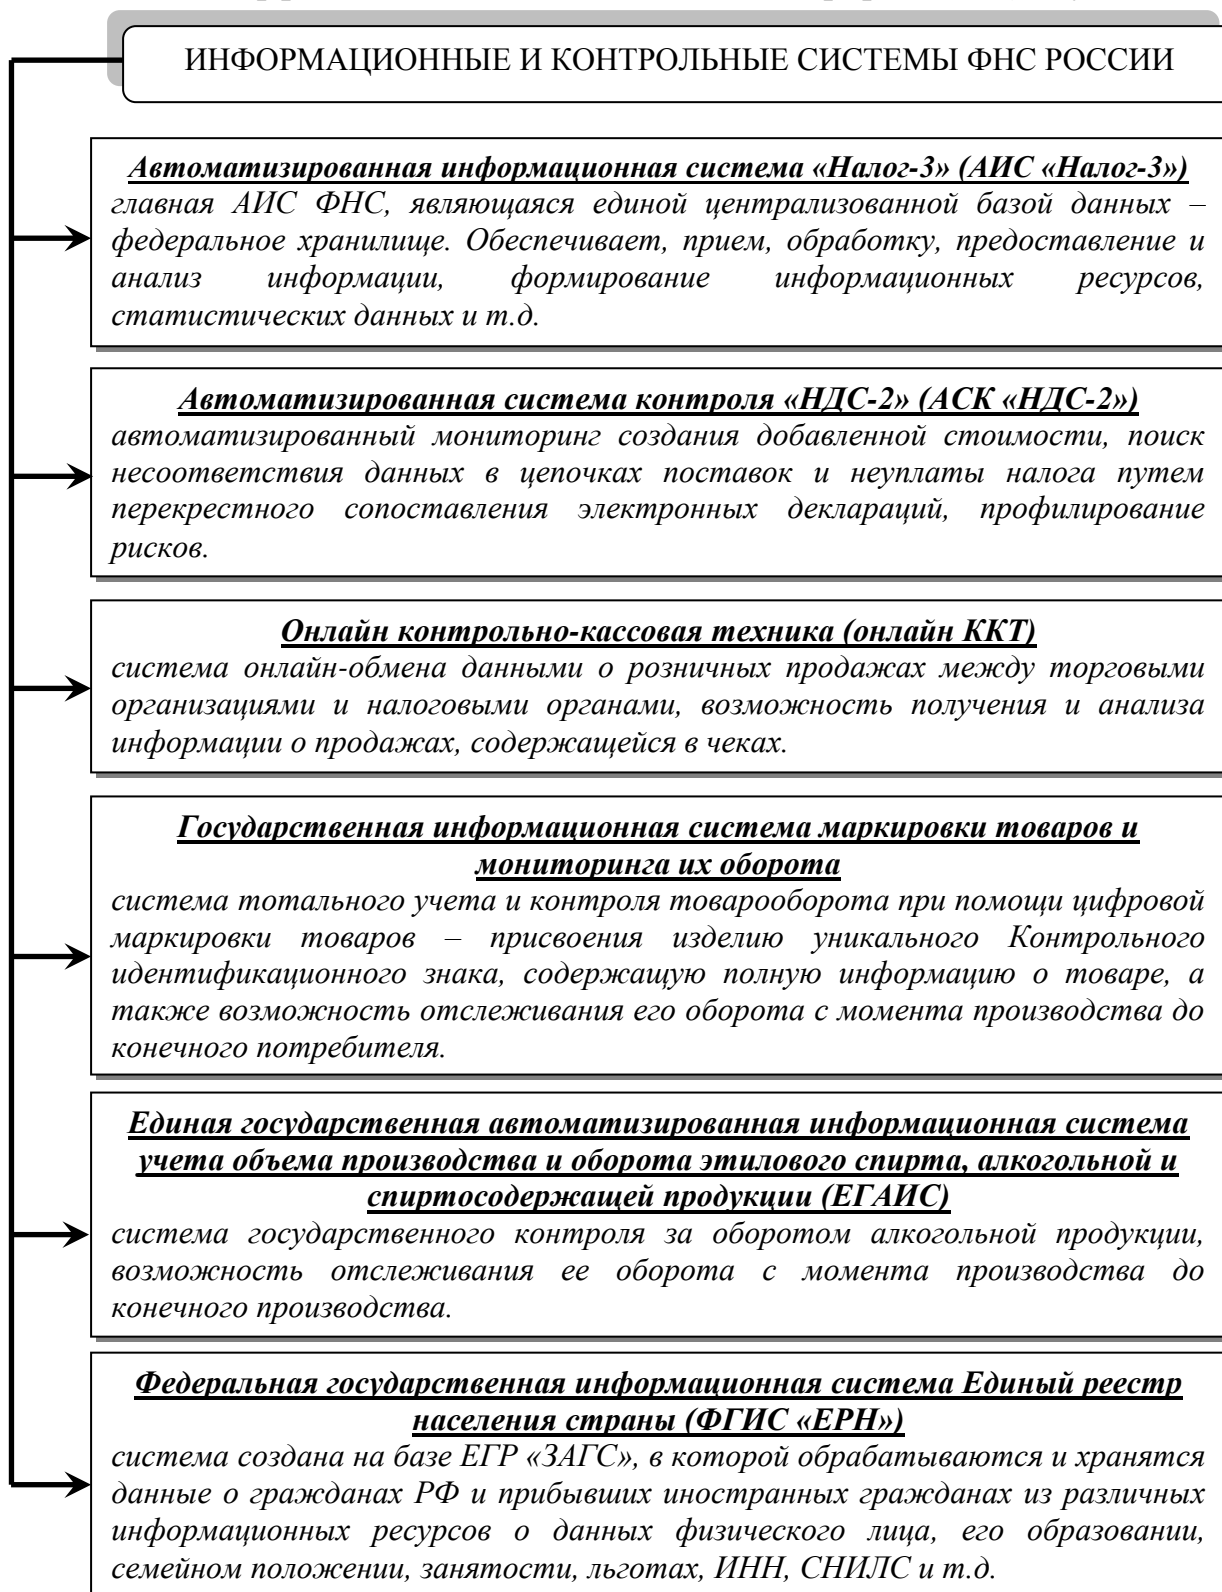 ИНФОРМАЦИОННЫЕ И КОНТРОЛЬНЫЕ СИСТЕМЫ ФНС РОССИИ
Автоматизированная информационная система «Налог-3» (АИС «Налог-3»)
главная АИС ФНС, являющаяся единой централизованной базой данных –
федеральное хранилище. Обеспечивает, прием, обработку, предоставление и
анализ информации, формирование информационных ресурсов,
статистических данных и т.д.
Автоматизированная система контроля «НДС-2» (АСК «НДС-2»)
автоматизированный мониторинг создания добавленной стоимости, поиск
несоответствия данных в цепочках поставок и неуплаты налога путем
перекрестного сопоставления электронных деклараций, профилирование
рисков.
Онлайн контрольно-кассовая техника (онлайн ККТ)
система онлайн-обмена данными о розничных продажах между торговыми
организациями и налоговыми органами, возможность получения и анализа
информации о продажах, содержащейся в чеках.
Государственная информационная система маркировки товаров и
мониторинга их оборота
система тотального учета и контроля товарооборота при помощи цифровой
маркировки товаров – присвоения изделию уникального Контрольного
идентификационного знака, содержащую полную информацию о товаре, а
также возможность отслеживания его оборота с момента производства до
конечного потребителя.
Единая государственная автоматизированная информационная система
учета объема производства и оборота этилового спирта, алкогольной и
спиртосодержащей продукции (ЕГАИС)
система государственного контроля за оборотом алкогольной продукции,
возможность отслеживания ее оборота с момента производства до
конечного производства.
Федеральная государственная информационная система Единый реестр
населения страны (ФГИС «ЕРН»)
система создана на базе ЕГР «ЗАГС», в которой обрабатываются и хранятся
данные о гражданах РФ и прибывших иностранных гражданах из различных
информационных ресурсов о данных физического лица, его образовании,
семейном положении, занятости, льготах, ИНН, СНИЛС и т.д.